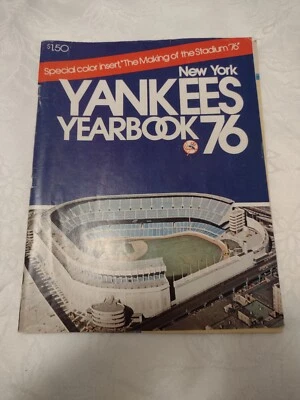 $1.50
Special color insert, "The Making of the Stadium '76"
New York
YANKEES
YEARBOOK '76